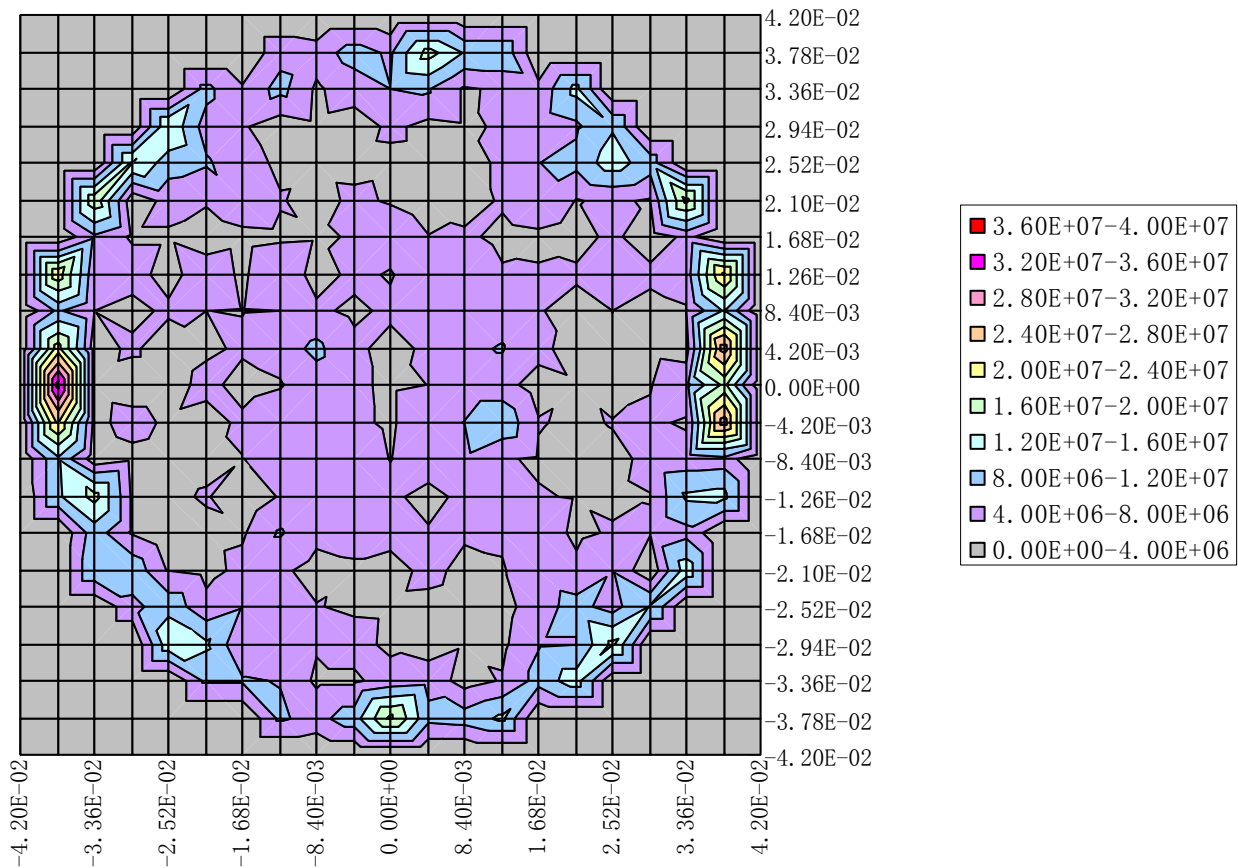 4.20E-02
3.78E-02
3.36E-02
2.94E-02
2.52E-02
2.10E-02
1.68E-02
1.26E-02
8.40E-03
4.20E-03
0.00E+00
-4.20E-03
-8.40E-03
-1.26E-02
-1.68E-02
-2.10E-02
-2.52E-02
-2.94E-02
-3.36E-02
-3.78E-02
-4.20E-02
-4.20E-02
-3.36E-02
-2.52E-02
-1.68E-02
-8.40E-03
0.00E+00
8.40E-03
1.68E-02
2.52E-02
3.36E-02
4.20E-02
3.60E+07-4.00E+07
3.20E+07-3.60E+07
2.80E+07-3.20E+07
2.40E+07-2.80E+07
2.00E+07-2.40E+07
1.60E+07-2.00E+07
1.20E+07-1.60E+07
8.00E+06-1.20E+07
4.00E+06-8.00E+06
0.00E+00-4.00E+06